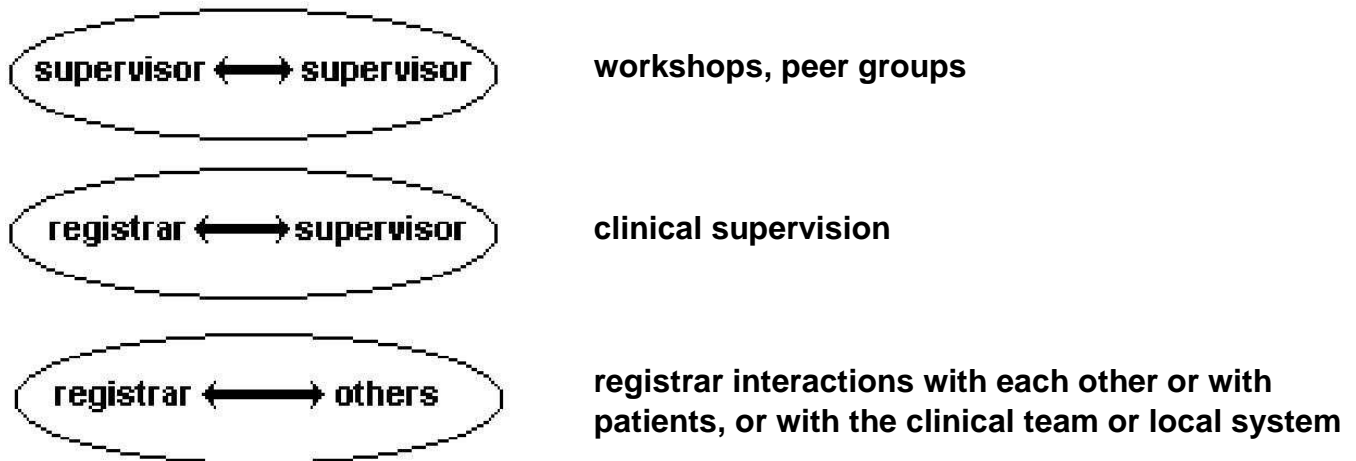 supervisor ↔ supervisor
workshops, peer groups
registrar ↔ supervisor
clinical supervision
registrar ↔ others
registrar interactions with each other or with
patients, or with the clinical team or local system